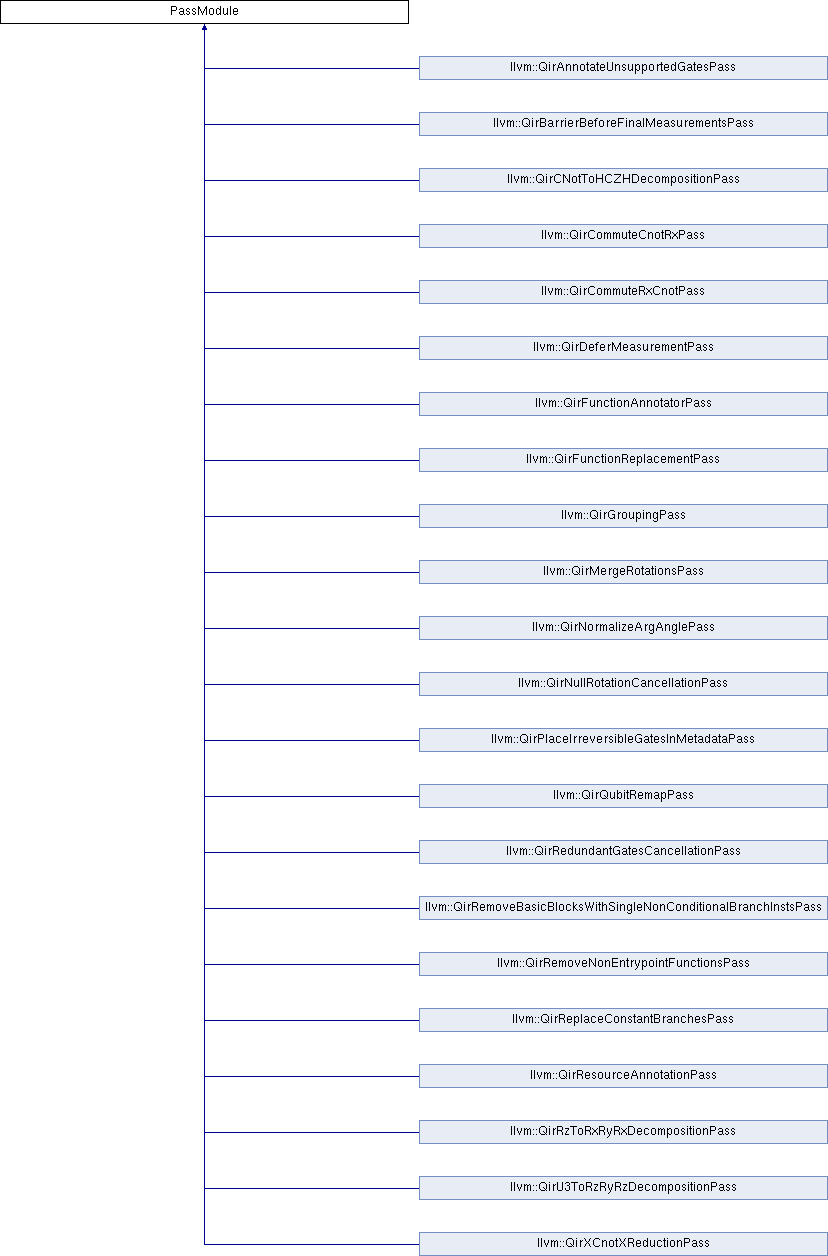 PassModule
llvm::QirAnnotateUnsupportedGatesPass
llvm::QirBarrierBeforeFinalMeasurementsPass
llvm::QirCNotToHCZHDecompositionPass
llvm::QirCommuteCnotRxPass
llvm::QirCommuteRxCnotPass
llvm::QirDeferMeasurementPass
llvm::QirFunctionAnnotatorPass
llvm::QirFunctionReplacementPass
llvm::QirGroupingPass
llvm::QirMergeRotationsPass
llvm::QirNormalizeArgAnglePass
llvm::QirNullRotationCancellationPass
llvm::QirPlaceIrreversibleGatesInMetadataPass
llvm::QirQubitRemapPass
llvm::QirRedundantGatesCancellationPass
llvm::QirRemoveBasicBlocksWithSingleNonConditionalBranchInstsPass
llvm::QirRemoveNonEntrypointFunctionsPass
llvm::QirReplaceConstantBranchesPass
llvm::QirResourceAnnotationPass
llvm::QirRzToRxRyRxDecompositionPass
llvm::QirU3ToRzRyRzDecompositionPass
llvm::QirXCnotXReductionPass